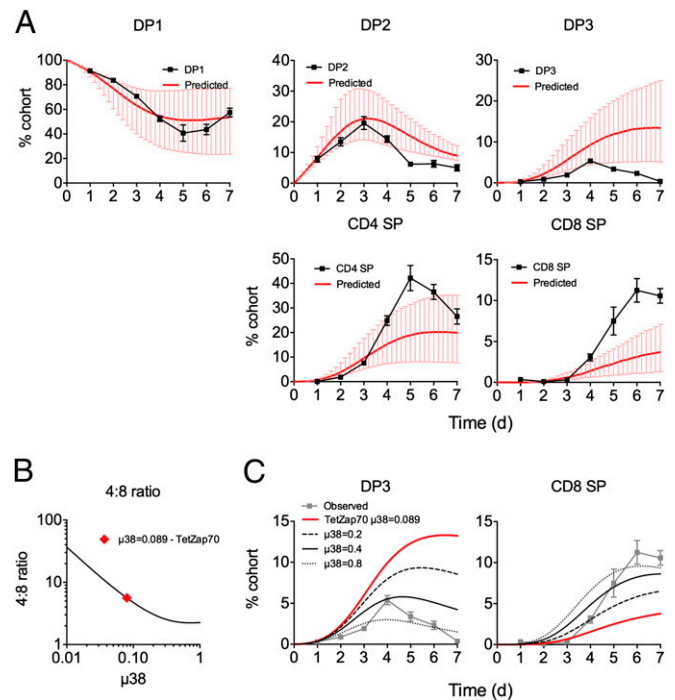 A
DP1
DP2
DP3
% cohort
100
75
50
25
0
DP1
Predicted
0 1 2 3 4 5 6 7
40
30
20
10
0
DP2
Predicted
0 1 2 3 4 5 6 7
30
20
10
0
DP3
Predicted
0 1 2 3 4 5 6 7
CD4 SP
CD8 SP
% cohort
50
40
30
20
10
0
CD4 SP
Predicted
0 1 2 3 4 5 6 7
15
10
5
0
CD8 SP
Predicted
0 1 2 3 4 5 6 7
Time (d)
B
4:8 ratio
4:8 ratio
100
10
1
μ38=0.089 - TetZap70
0.01 0.10 1
μ38
C
DP3
CD8 SP
% cohort
15
10
5
0
Observed
TetZap70 μ38=0.089
μ38=0.2
μ38=0.4
μ38=0.8
0 1 2 3 4 5 6 7
15
10
5
0
0 1 2 3 4 5 6 7
Time (d)